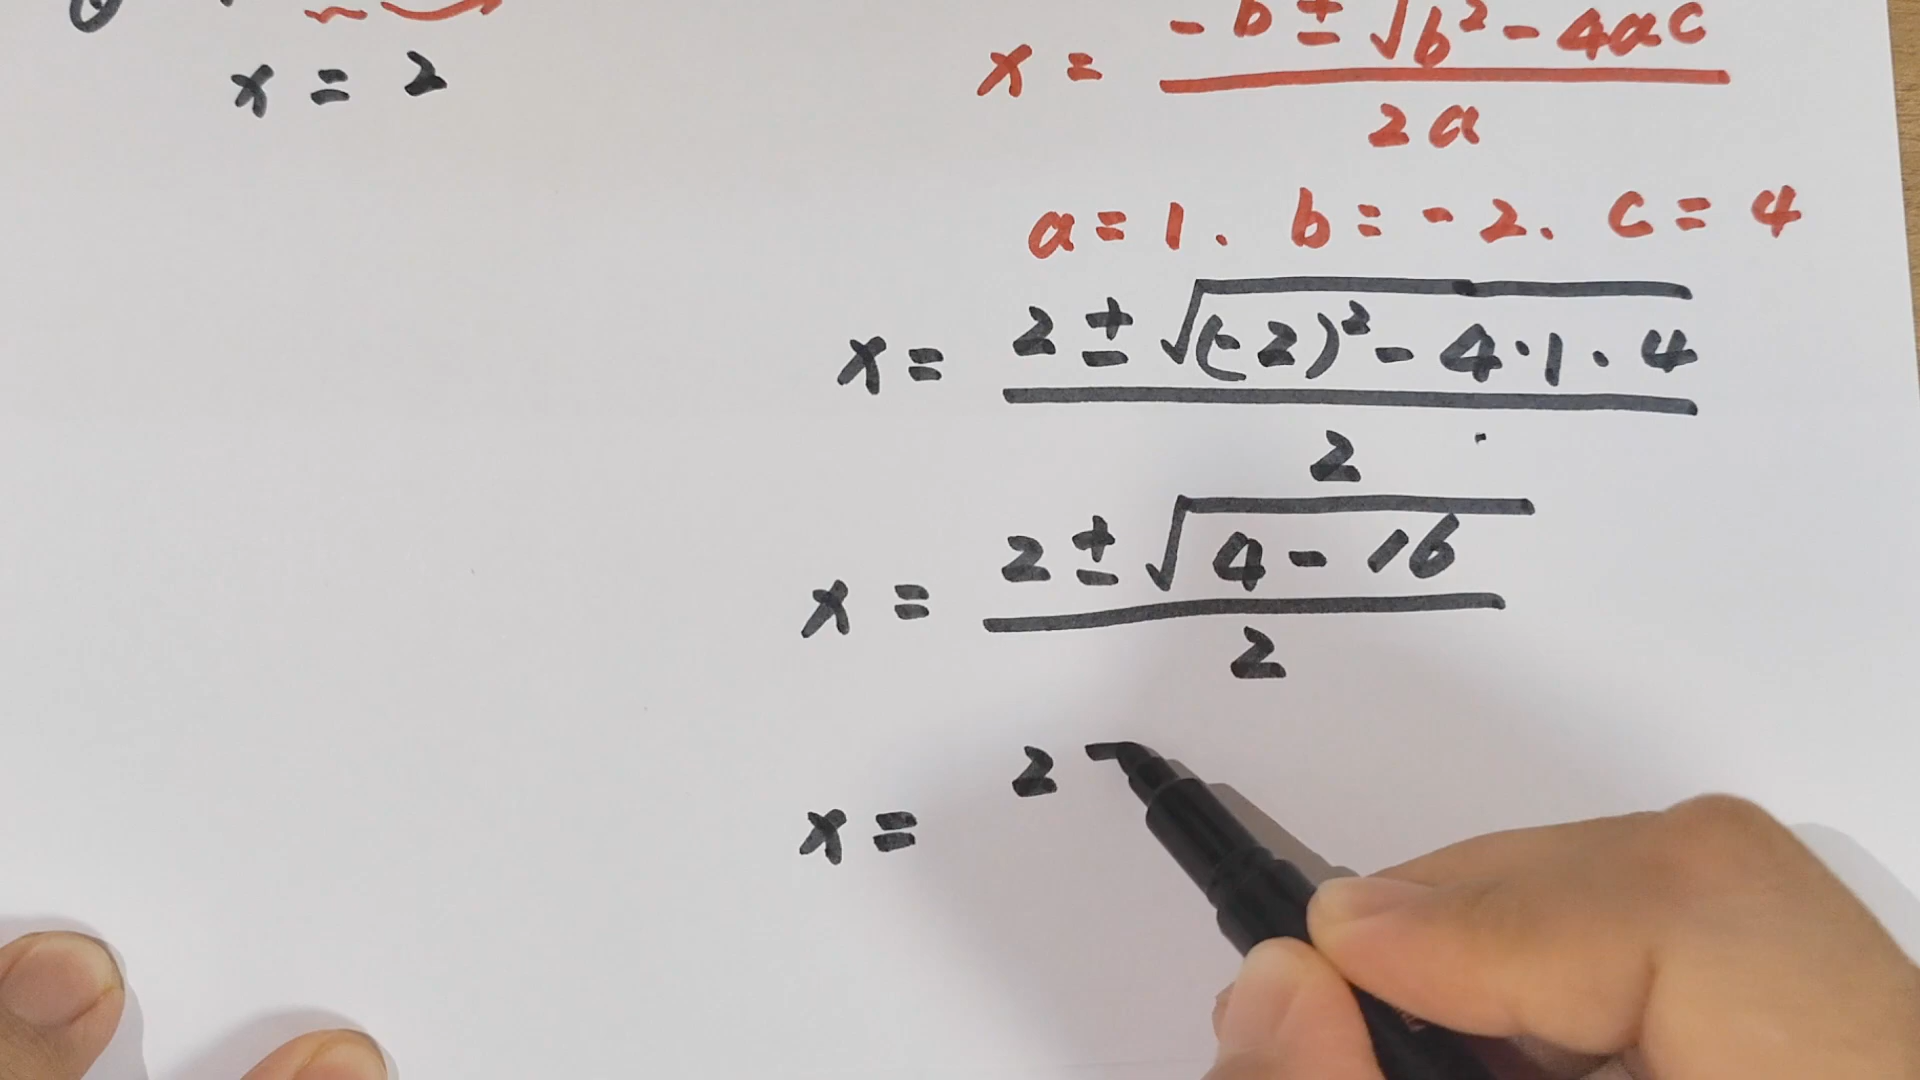 x = 2
x = (-b ± √(b² - 4ac)) / 2a
a = 1. b = -2. c = 4
x = (2 ± √((-2)² - 4·1·4)) / 2
x = (2 ± √(4 - 16)) / 2
x = 2 -